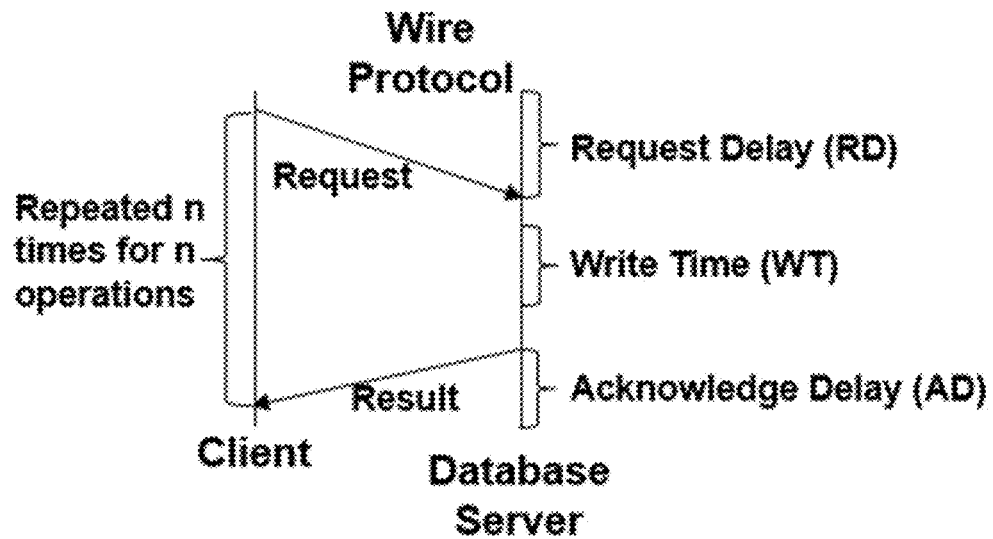 Wire
Protocol
Request Delay (RD)
Request
Repeated n
times for n
operations
Write Time (WT)
Acknowledge Delay (AD)
Result
Client
Database
Server